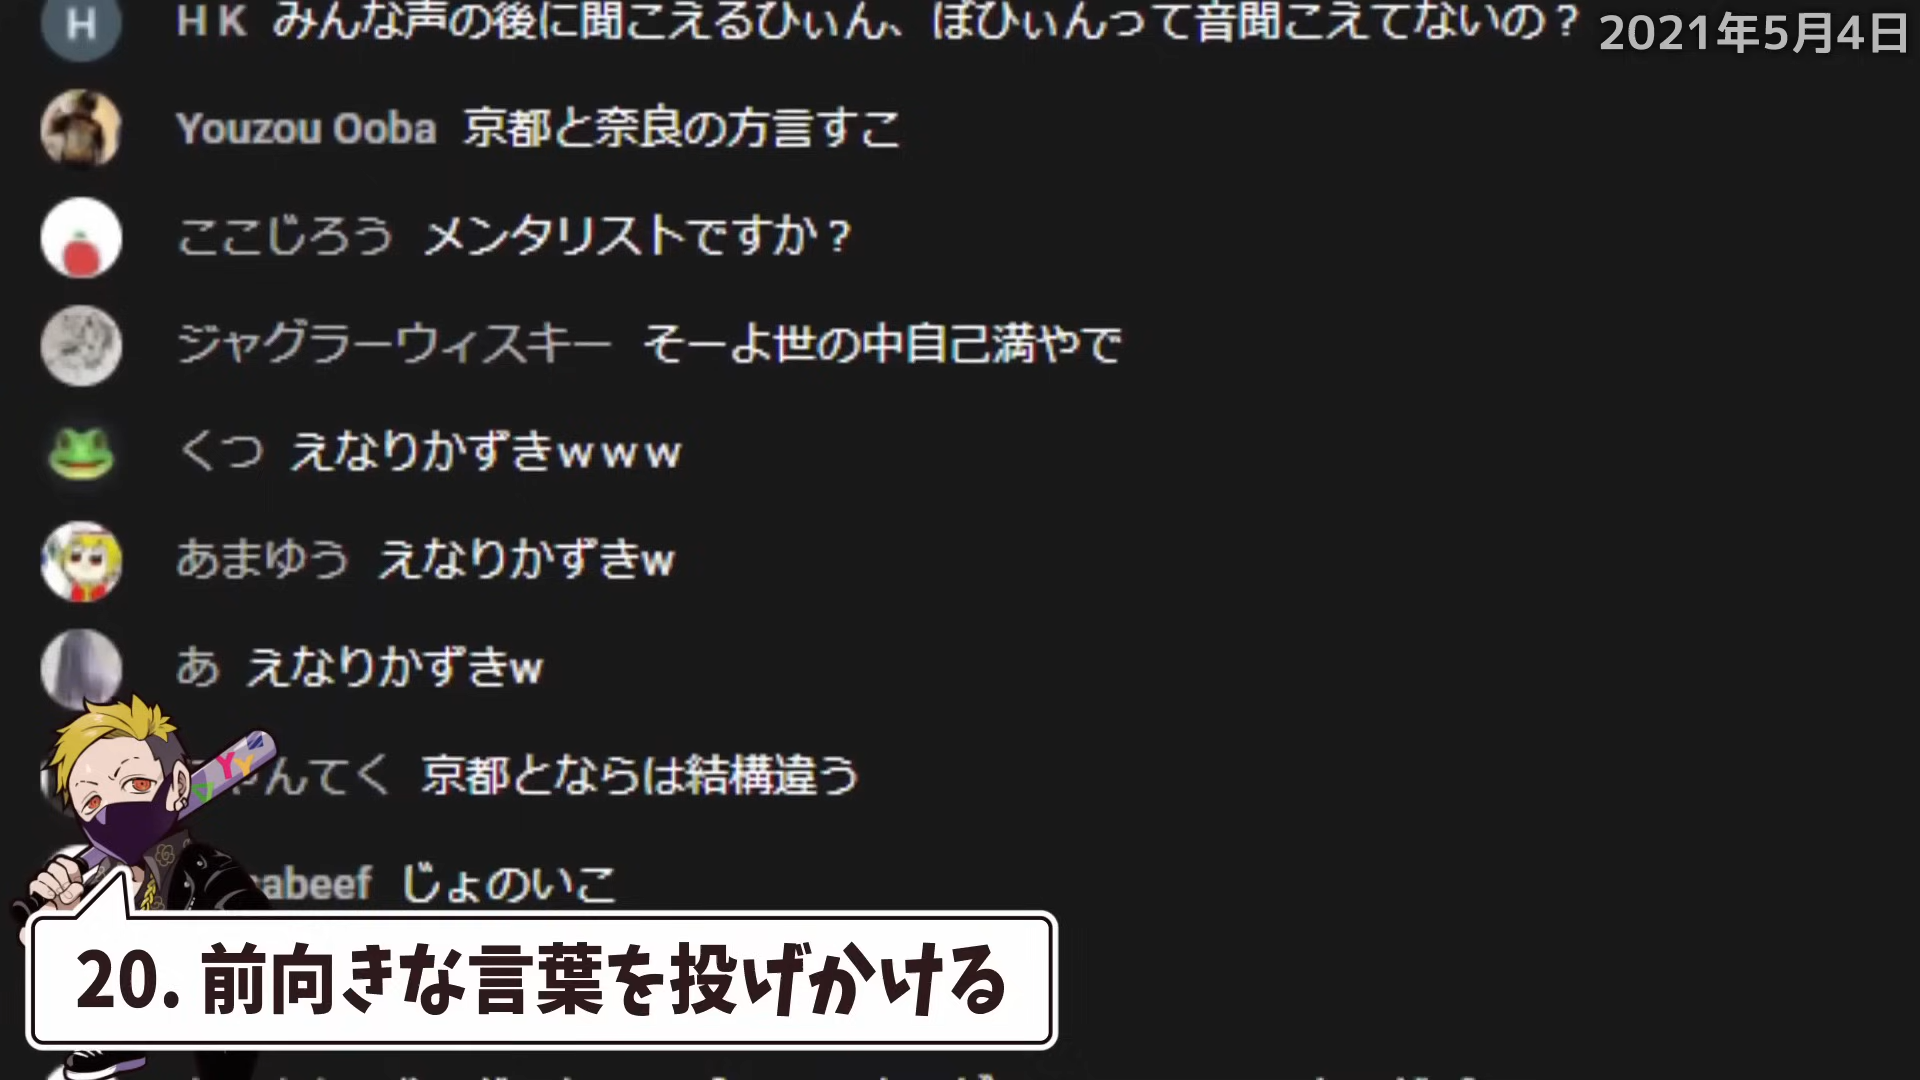 H K みんな声の後に聞こえるひぃん、ぼひぃんって音聞こえてないの？
2021年5月4日
Youzou Ooba 京都と奈良の方言すこ
ここじろう メンタリストですか？
ジャグラーウィスキー そーよ世の中自己満やで
くつ えなりかずきｗｗｗ
あまゆう えなりかずきw
あ えなりかずきw
んてく 京都とならは結構違う
abeef じょのいこ
20. 前向きな言葉を投げかける